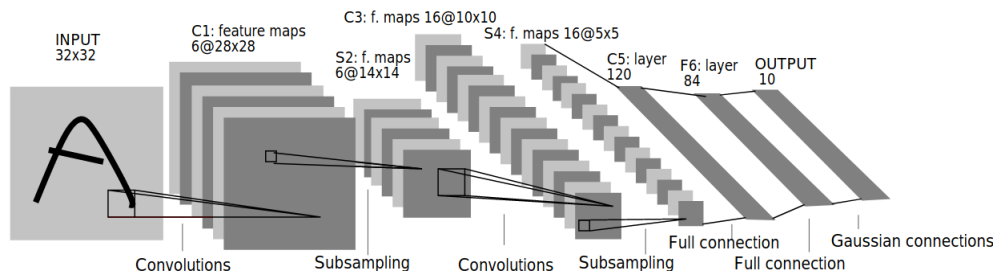 INPUT
32x32
C1: feature maps
6@28x28
S2: f. maps
6@14x14
C3: f. maps 16@10x10
S4: f. maps 16@5x5
C5: layer
120
F6: layer
84
OUTPUT
10
Convolutions
Subsampling
Convolutions
Subsampling
Full connection
Full connection
Gaussian connections